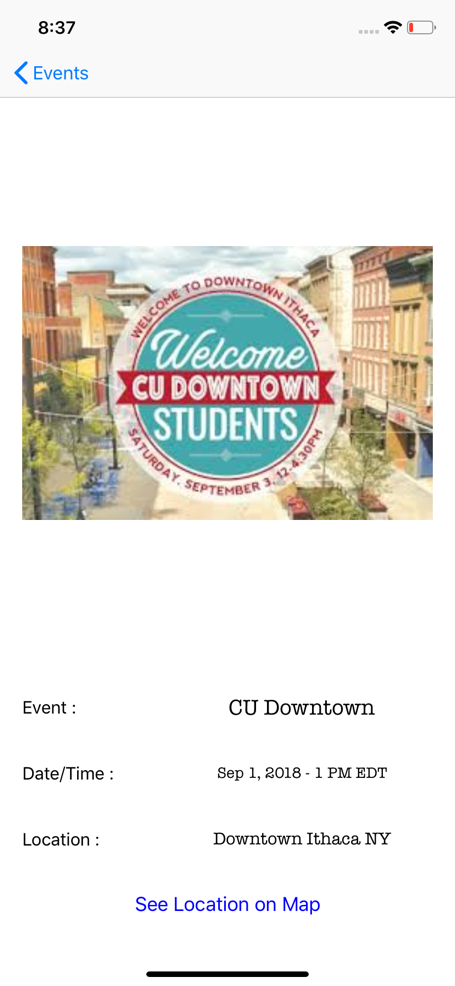 8:37
Events
WELCOME TO DOWNTOWN ITHACA
Welcome
CU DOWNTOWN
STUDENTS
SATURDAY, SEPTEMBER 3, 12-4:30PM
Event :
CU Downtown
Date/Time :
Sep 1, 2018 - 1 PM EDT
Location :
Downtown Ithaca NY
See Location on Map